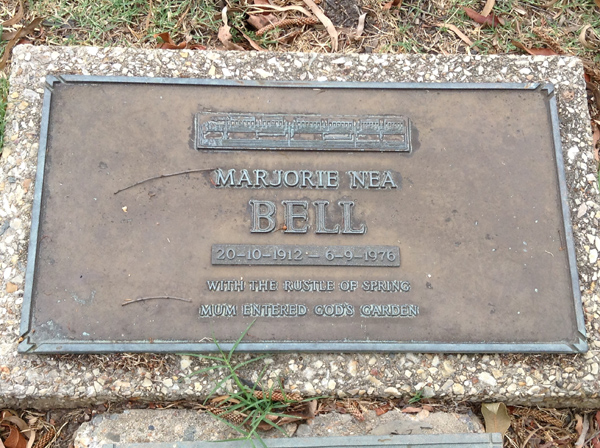 MARJORIE NEA
BELL
20-10-1912 - 6-9-1976
WITH THE RUSTLE OF SPRING
MUM ENTERED GOD'S GARDEN